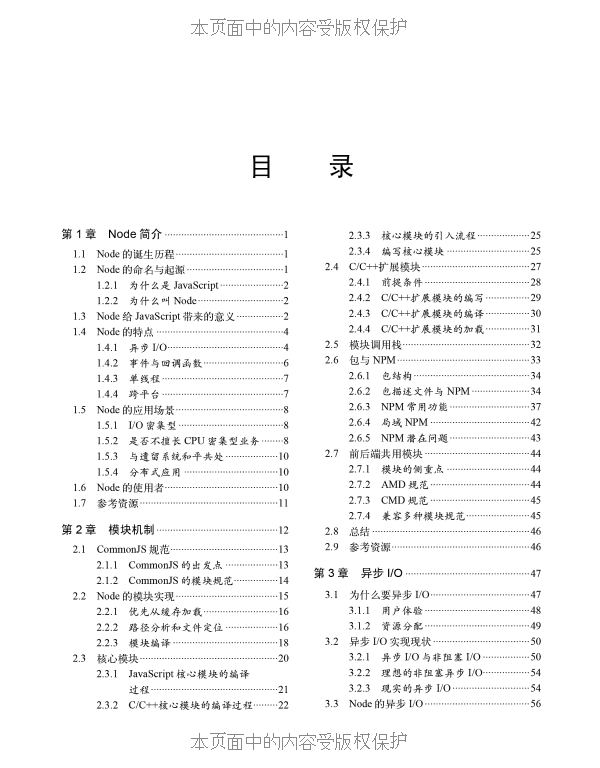 本页面中的内容受版权保护
目 录
第 1 章 Node 简介 1
1.1 Node 的诞生历程 1
1.2 Node 的命名与起源 1
1.2.1 为什么是 JavaScript 2
1.2.2 为什么叫 Node 2
1.3 Node 给 JavaScript 带来的意义 2
1.4 Node 的特点 4
1.4.1 异步 I/O 4
1.4.2 事件与回调函数 6
1.4.3 单线程 7
1.4.4 跨平台 7
1.5 Node 的应用场景 8
1.5.1 I/O 密集型 8
1.5.2 是否不擅长 CPU 密集型业务 8
1.5.3 与遗留系统和平共处 10
1.5.4 分布式应用 10
1.6 Node 的使用者 10
1.7 参考资源 11
第 2 章 模块机制 12
2.1 CommonJS 规范 13
2.1.1 CommonJS 的出发点 13
2.1.2 CommonJS 的模块规范 14
2.2 Node 的模块实现 15
2.2.1 优先从缓存加载 16
2.2.2 路径分析和文件定位 16
2.2.3 模块编译 18
2.3 核心模块 20
2.3.1 JavaScript 核心模块的编译
过程 21
2.3.2 C/C++核心模块的编译过程 22
2.3.3 核心模块的引入流程 25
2.3.4 编写核心模块 25
2.4 C/C++扩展模块 27
2.4.1 前提条件 28
2.4.2 C/C++扩展模块的编写 29
2.4.3 C/C++扩展模块的编译 30
2.4.4 C/C++扩展模块的加载 31
2.5 模块调用栈 32
2.6 包与 NPM 33
2.6.1 包结构 34
2.6.2 包描述文件与 NPM 34
2.6.3 NPM 常用功能 37
2.6.4 局域 NPM 42
2.6.5 NPM 潜在问题 43
2.7 前后端共用模块 44
2.7.1 模块的侧重点 44
2.7.2 AMD 规范 44
2.7.3 CMD 规范 45
2.7.4 兼容多种模块规范 45
2.8 总结 46
2.9 参考资源 46
第 3 章 异步 I/O 47
3.1 为什么要异步 I/O 47
3.1.1 用户体验 48
3.1.2 资源分配 49
3.2 异步 I/O 实现现状 50
3.2.1 异步 I/O 与非阻塞 I/O 50
3.2.2 理想的非阻塞异步 I/O 54
3.2.3 现实的异步 I/O 54
3.3 Node 的异步 I/O 56
本页面中的内容受版权保护